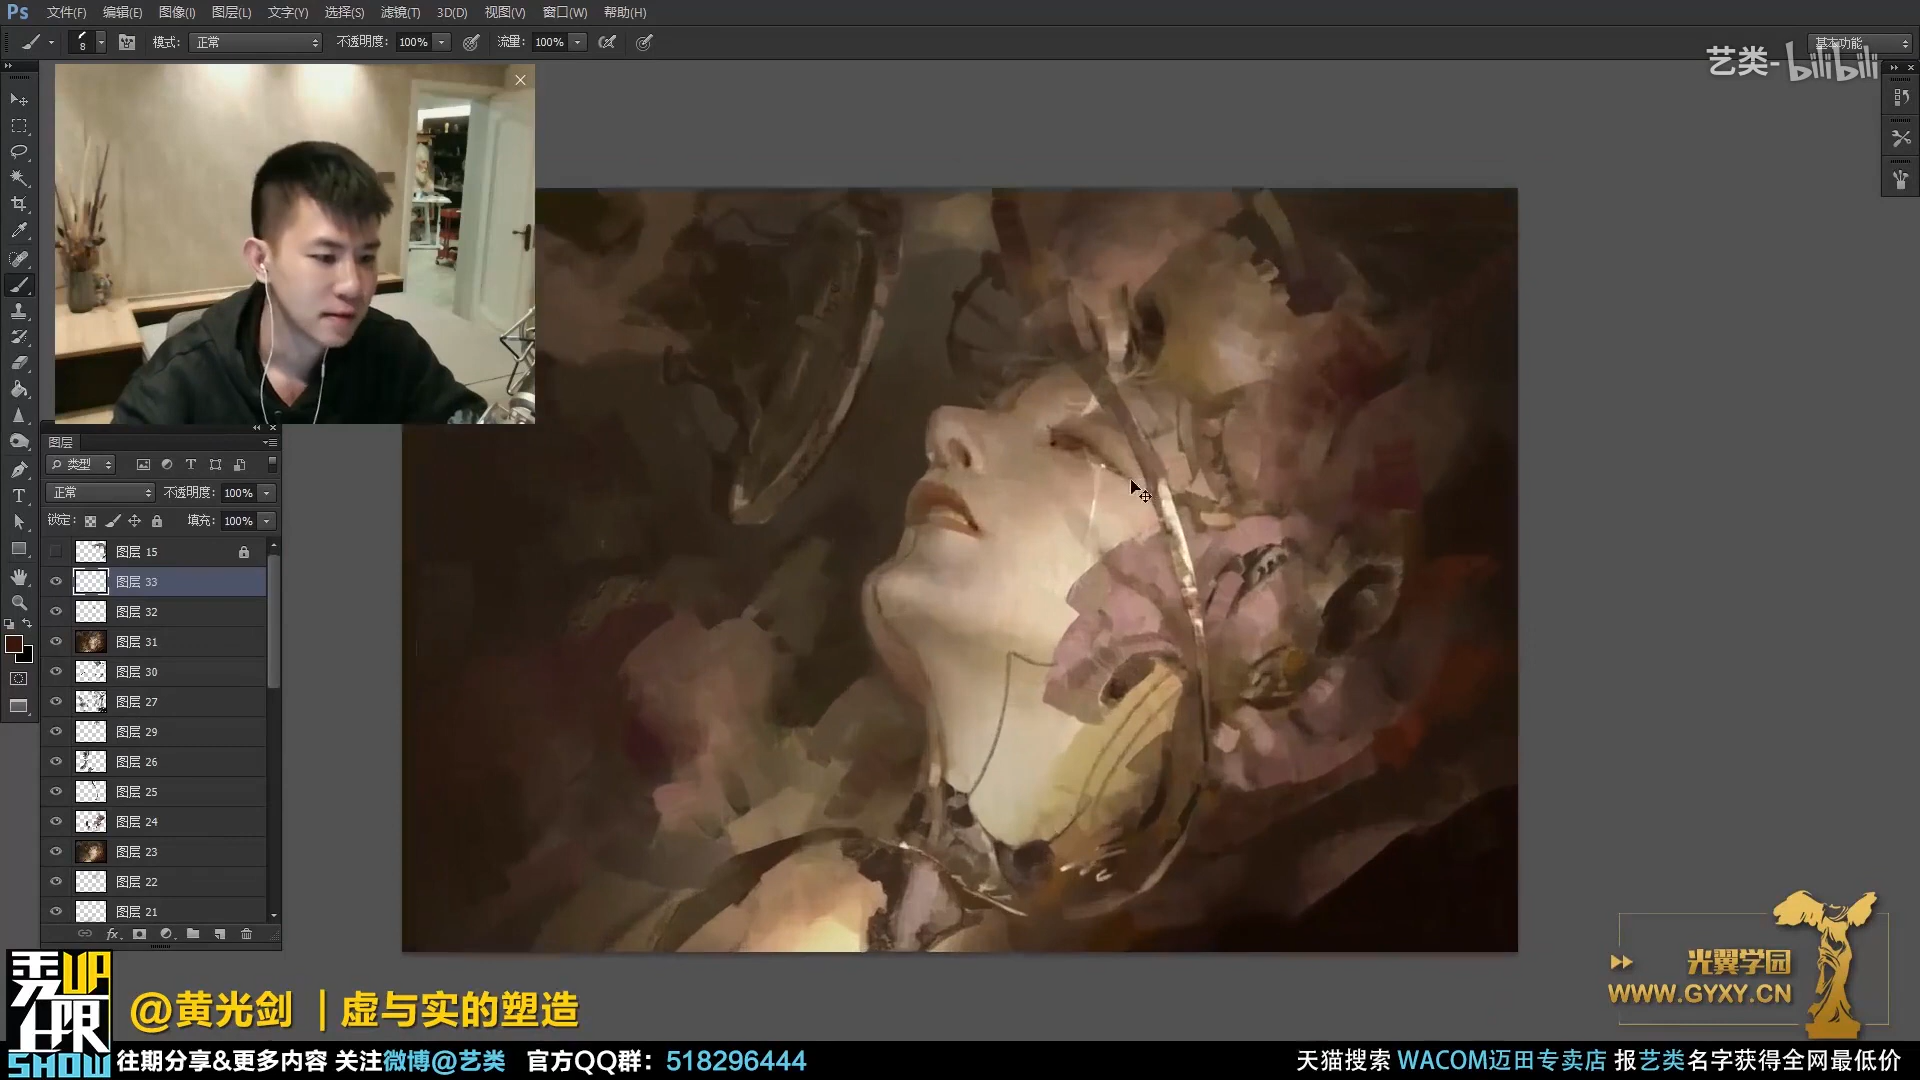 Ps 文件(F) 编辑(E) 图像(I) 图层(L) 文字(Y) 选择(S) 滤镜(T) 3D(D) 视图(V) 窗口(W) 帮助(H)
8 模式: 正常 不透明度: 100% 流量: 100% 基本功能
艺类- bilibili
图层
类型
正常 不透明度: 100%
锁定: 填充: 100%
图层 15
图层 33
图层 32
图层 31
图层 30
图层 27
图层 29
图层 26
图层 25
图层 24
图层 23
图层 22
图层 21
fx
光翼学园
WWW.GYXY.CN
UP
SHOW
@黄光剑 | 虚与实的塑造
往期分享&更多内容 关注微博@艺类 官方QQ群：518296444
天猫搜索 WACOM迈田专卖店 报艺类名字获得全网最低价